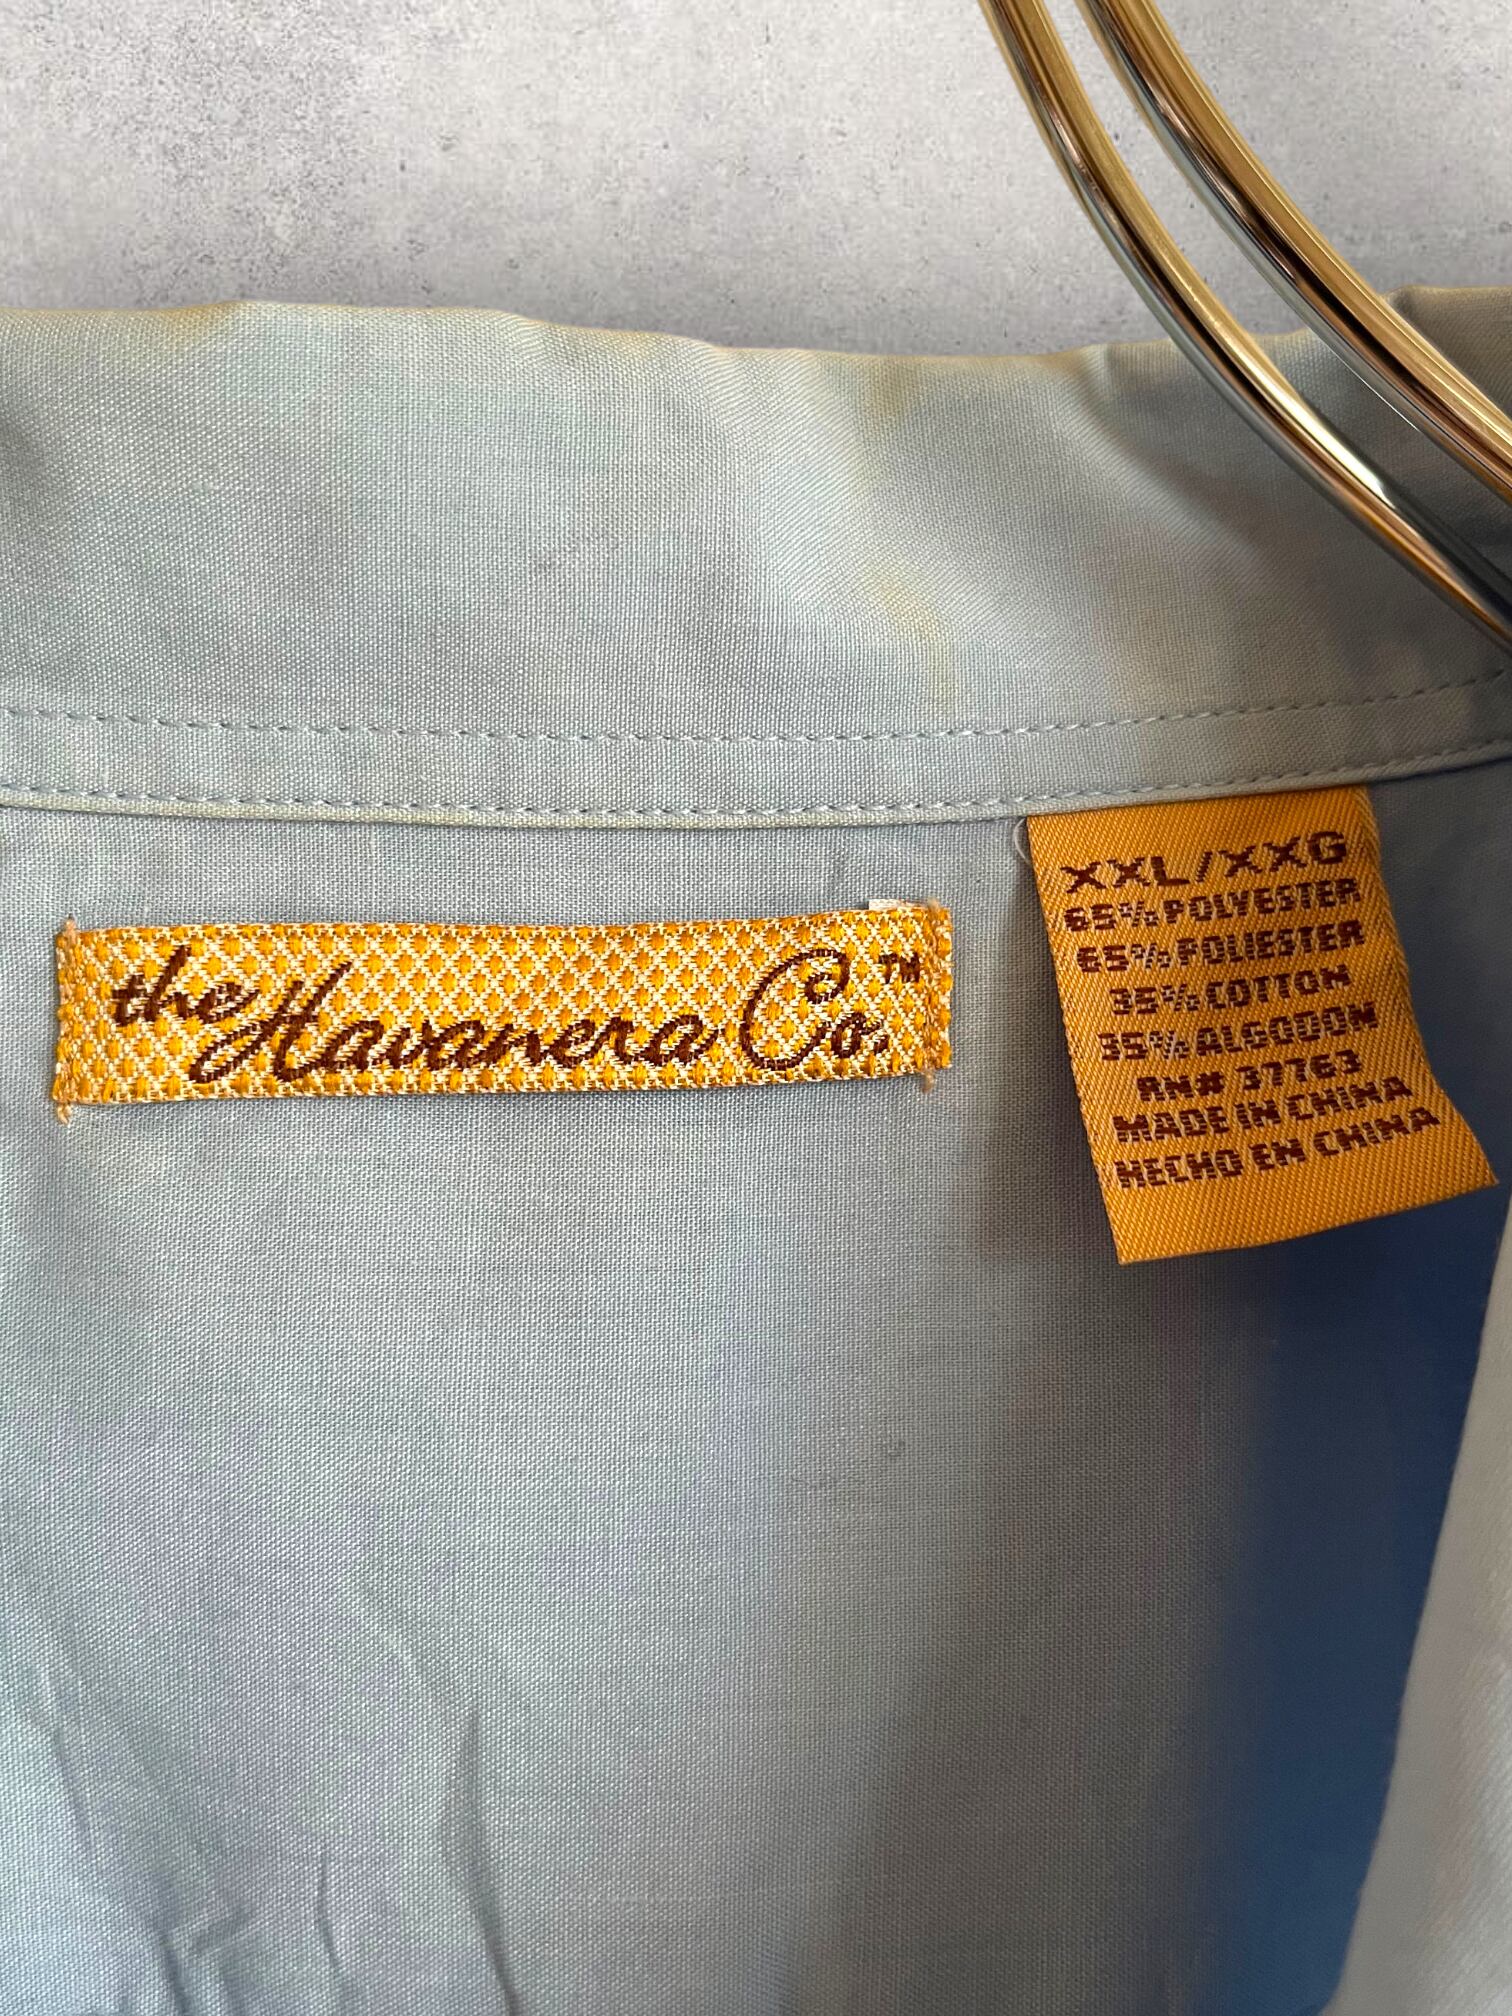 the Havanera Co.™
XXL/XXG
65% POLYESTER
65% POLIESTER
35% COTTON
35% ALGODON
RN# 37763
MADE IN CHINA
HECHO EN CHINA